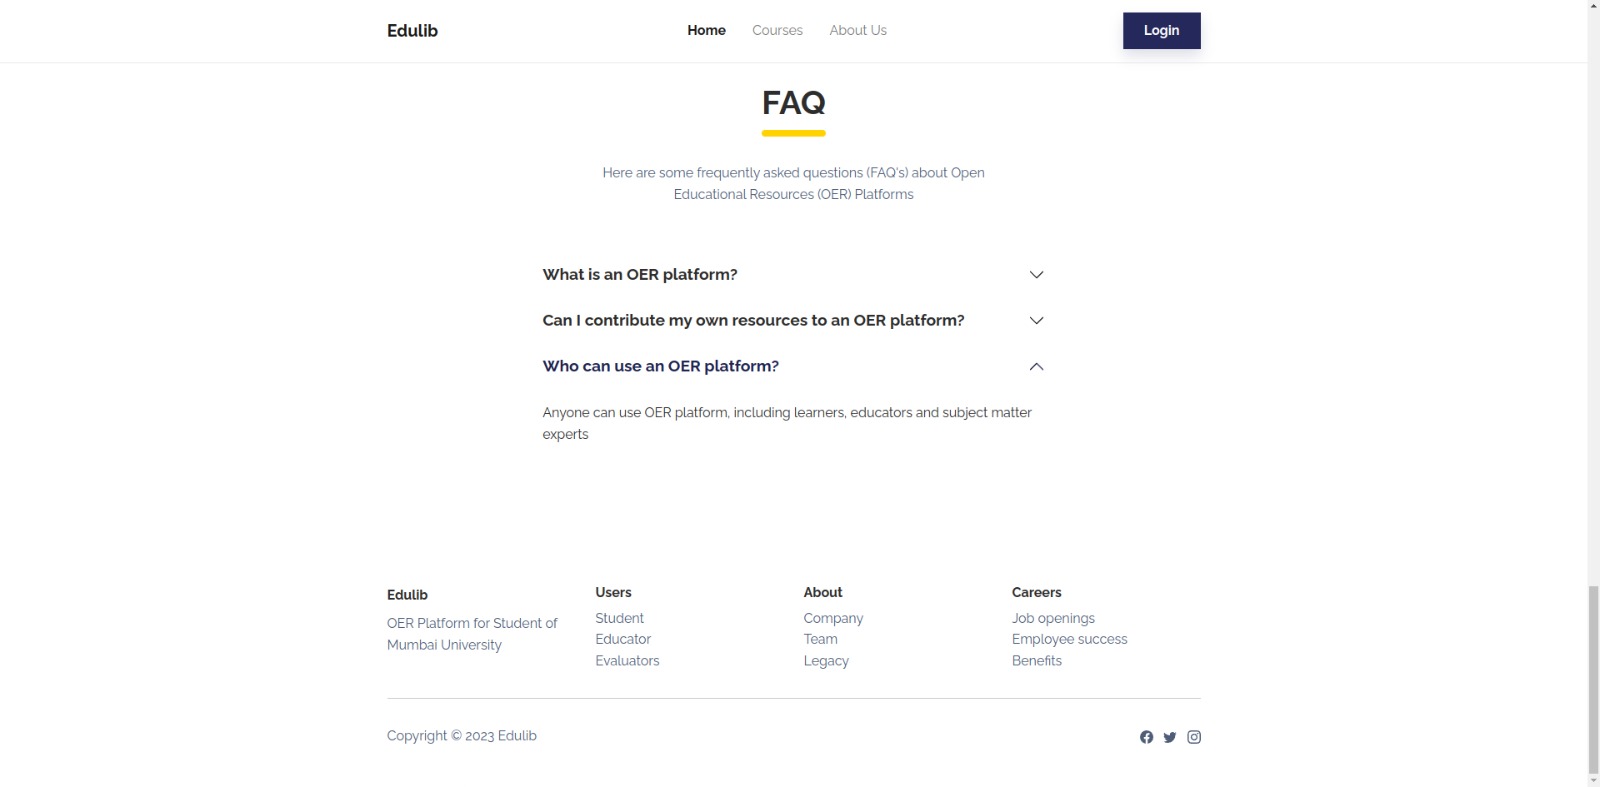 Edulib
Home
Courses
About Us
Login
FAQ
Here are some frequently asked questions (FAQ's) about Open
Educational Resources (OER) Platforms
What is an OER platform?
Can I contribute my own resources to an OER platform?
Who can use an OER platform?
Anyone can use OER platform, including learners, educators and subject matter
experts
Edulib
OER Platform for Student of
Mumbai University
Users
Student
Educator
Evaluators
About
Company
Team
Legacy
Careers
Job openings
Employee success
Benefits
Copyright © 2023 Edulib